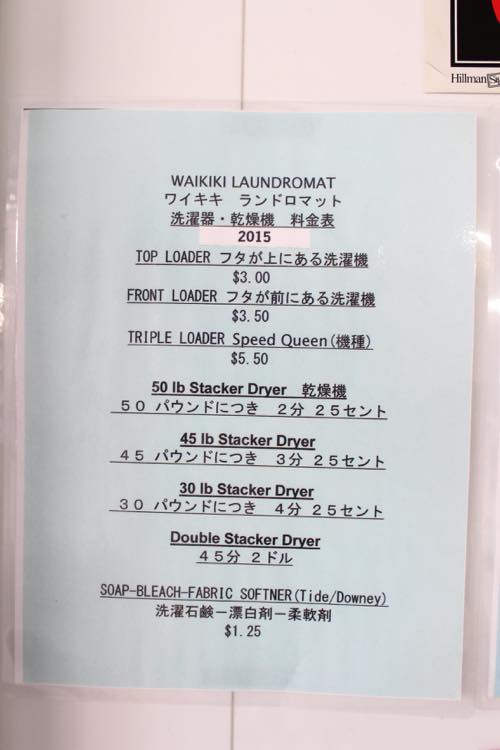 Hillman
WAIKIKI LAUNDROMAT
ワイキキ　ランドロマット
洗濯器・乾燥機　料金表
2015
TOP LOADER フタが上にある洗濯機
$3.00
FRONT LOADER フタが前にある洗濯機
$3.50
TRIPLE LOADER Speed Queen(機種)
$5.50
50 lb Stacker Dryer　乾燥機
５０ パウンドにつき　２分 ２５セント
45 lb Stacker Dryer
４５ パウンドにつき　３分 ２５セント
30 lb Stacker Dryer
３０ パウンドにつき　４分 ２５セント
Double Stacker Dryer
４５分 ２ドル
SOAP-BLEACH-FABRIC SOFTNER(Tide/Downey)
洗濯石鹸－漂白剤－柔軟剤
$1.25